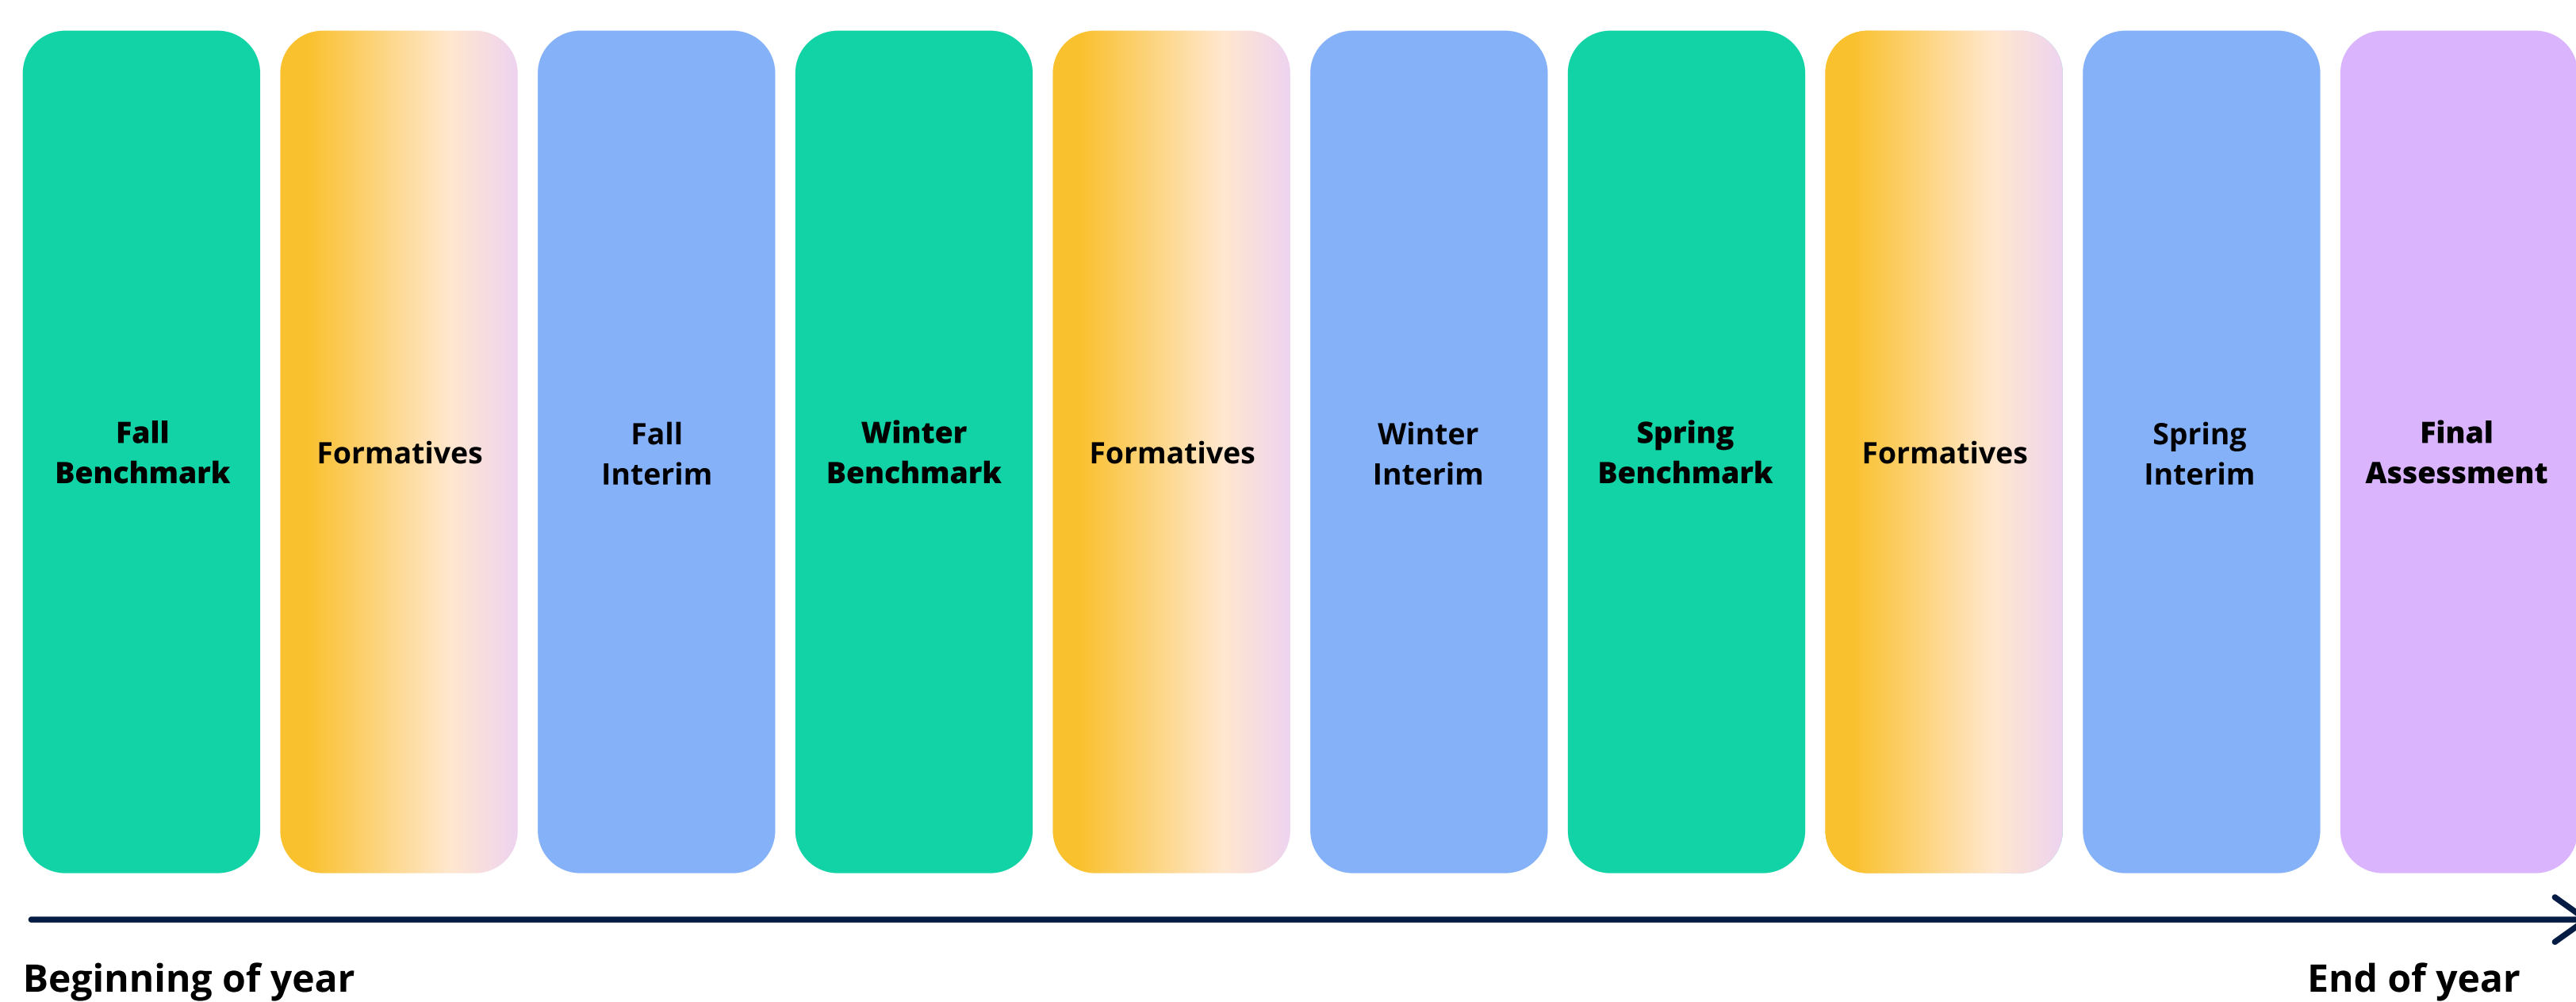 Fall
Benchmark
Formatives
Fall
Interim
Winter
Benchmark
Formatives
Winter
Interim
Spring
Benchmark
Formatives
Spring
Interim
Final
Assessment
Beginning of year
End of year